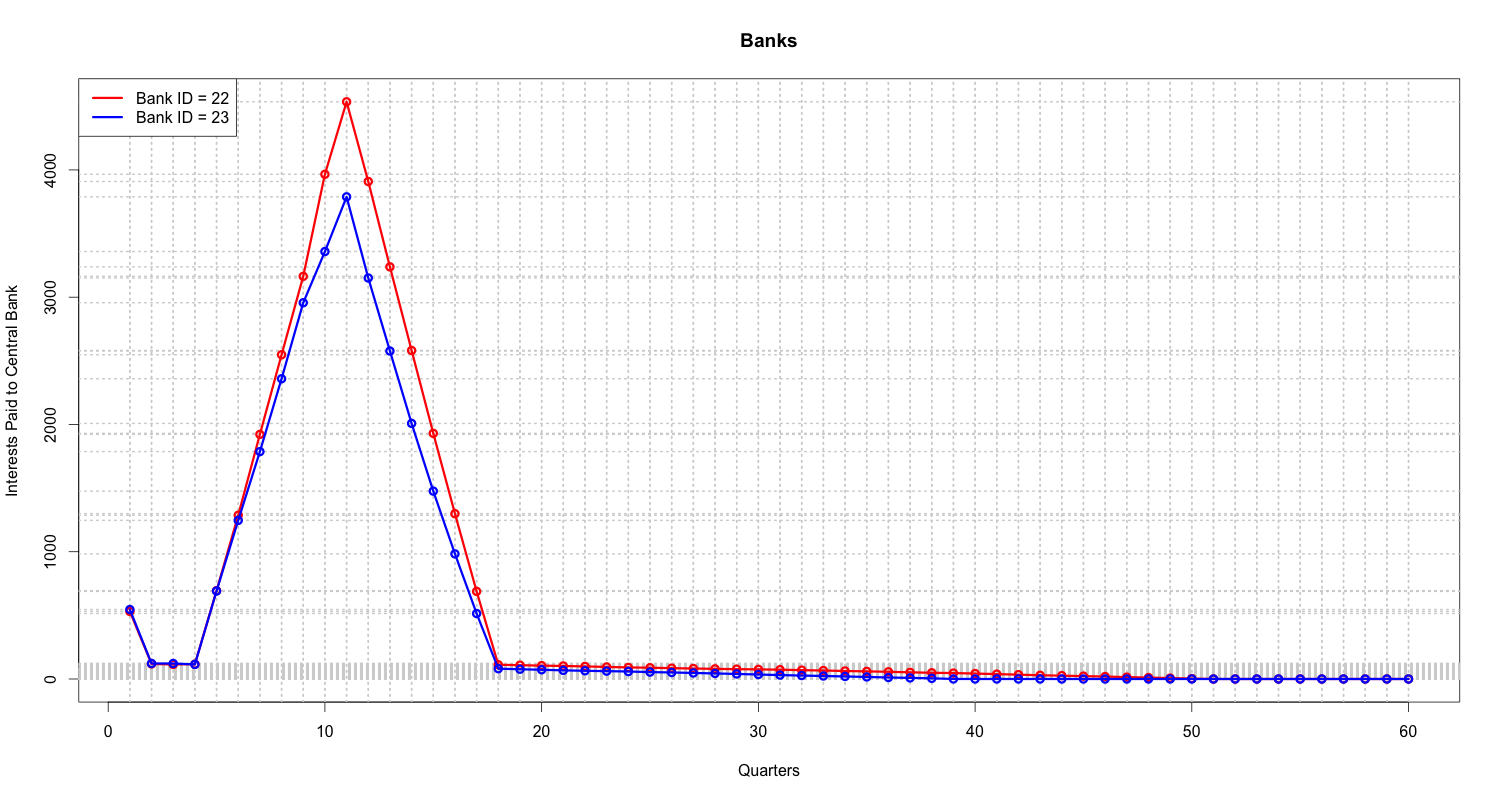 Banks
Bank ID = 22
Bank ID = 23
Interests Paid to Central Bank
4000
3000
2000
1000
0
0 10 20 30 40 50 60
Quarters